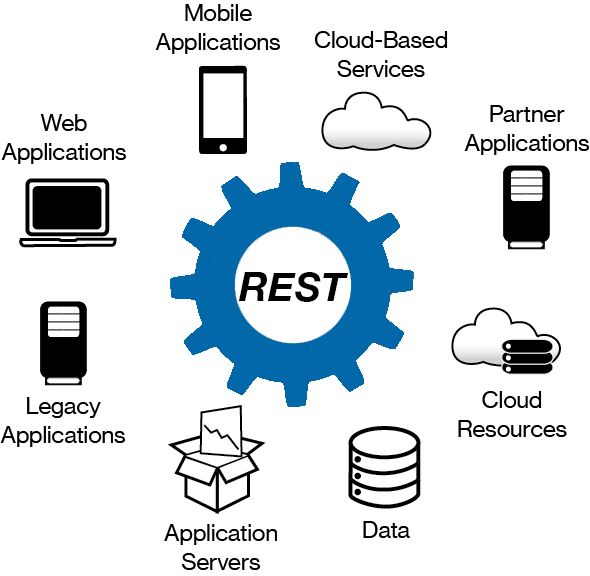 Mobile
Applications
Cloud-Based
Services
Partner
Applications
Web
Applications
REST
Legacy
Applications
Cloud
Resources
Application
Servers
Data